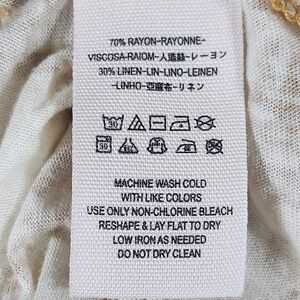 70% RAYON-RAYONNE-
VISCOSA-RAIOM-人造絲-レーヨン
30% LINEN-LIN-LINO-LEINEN
-LINHO-亞麻布-リネン
30
30
MACHINE WASH COLD
WITH LIKE COLORS
USE ONLY NON-CHLORINE BLEACH
RESHAPE & LAY FLAT TO DRY
LOW IRON AS NEEDED
DO NOT DRY CLEAN